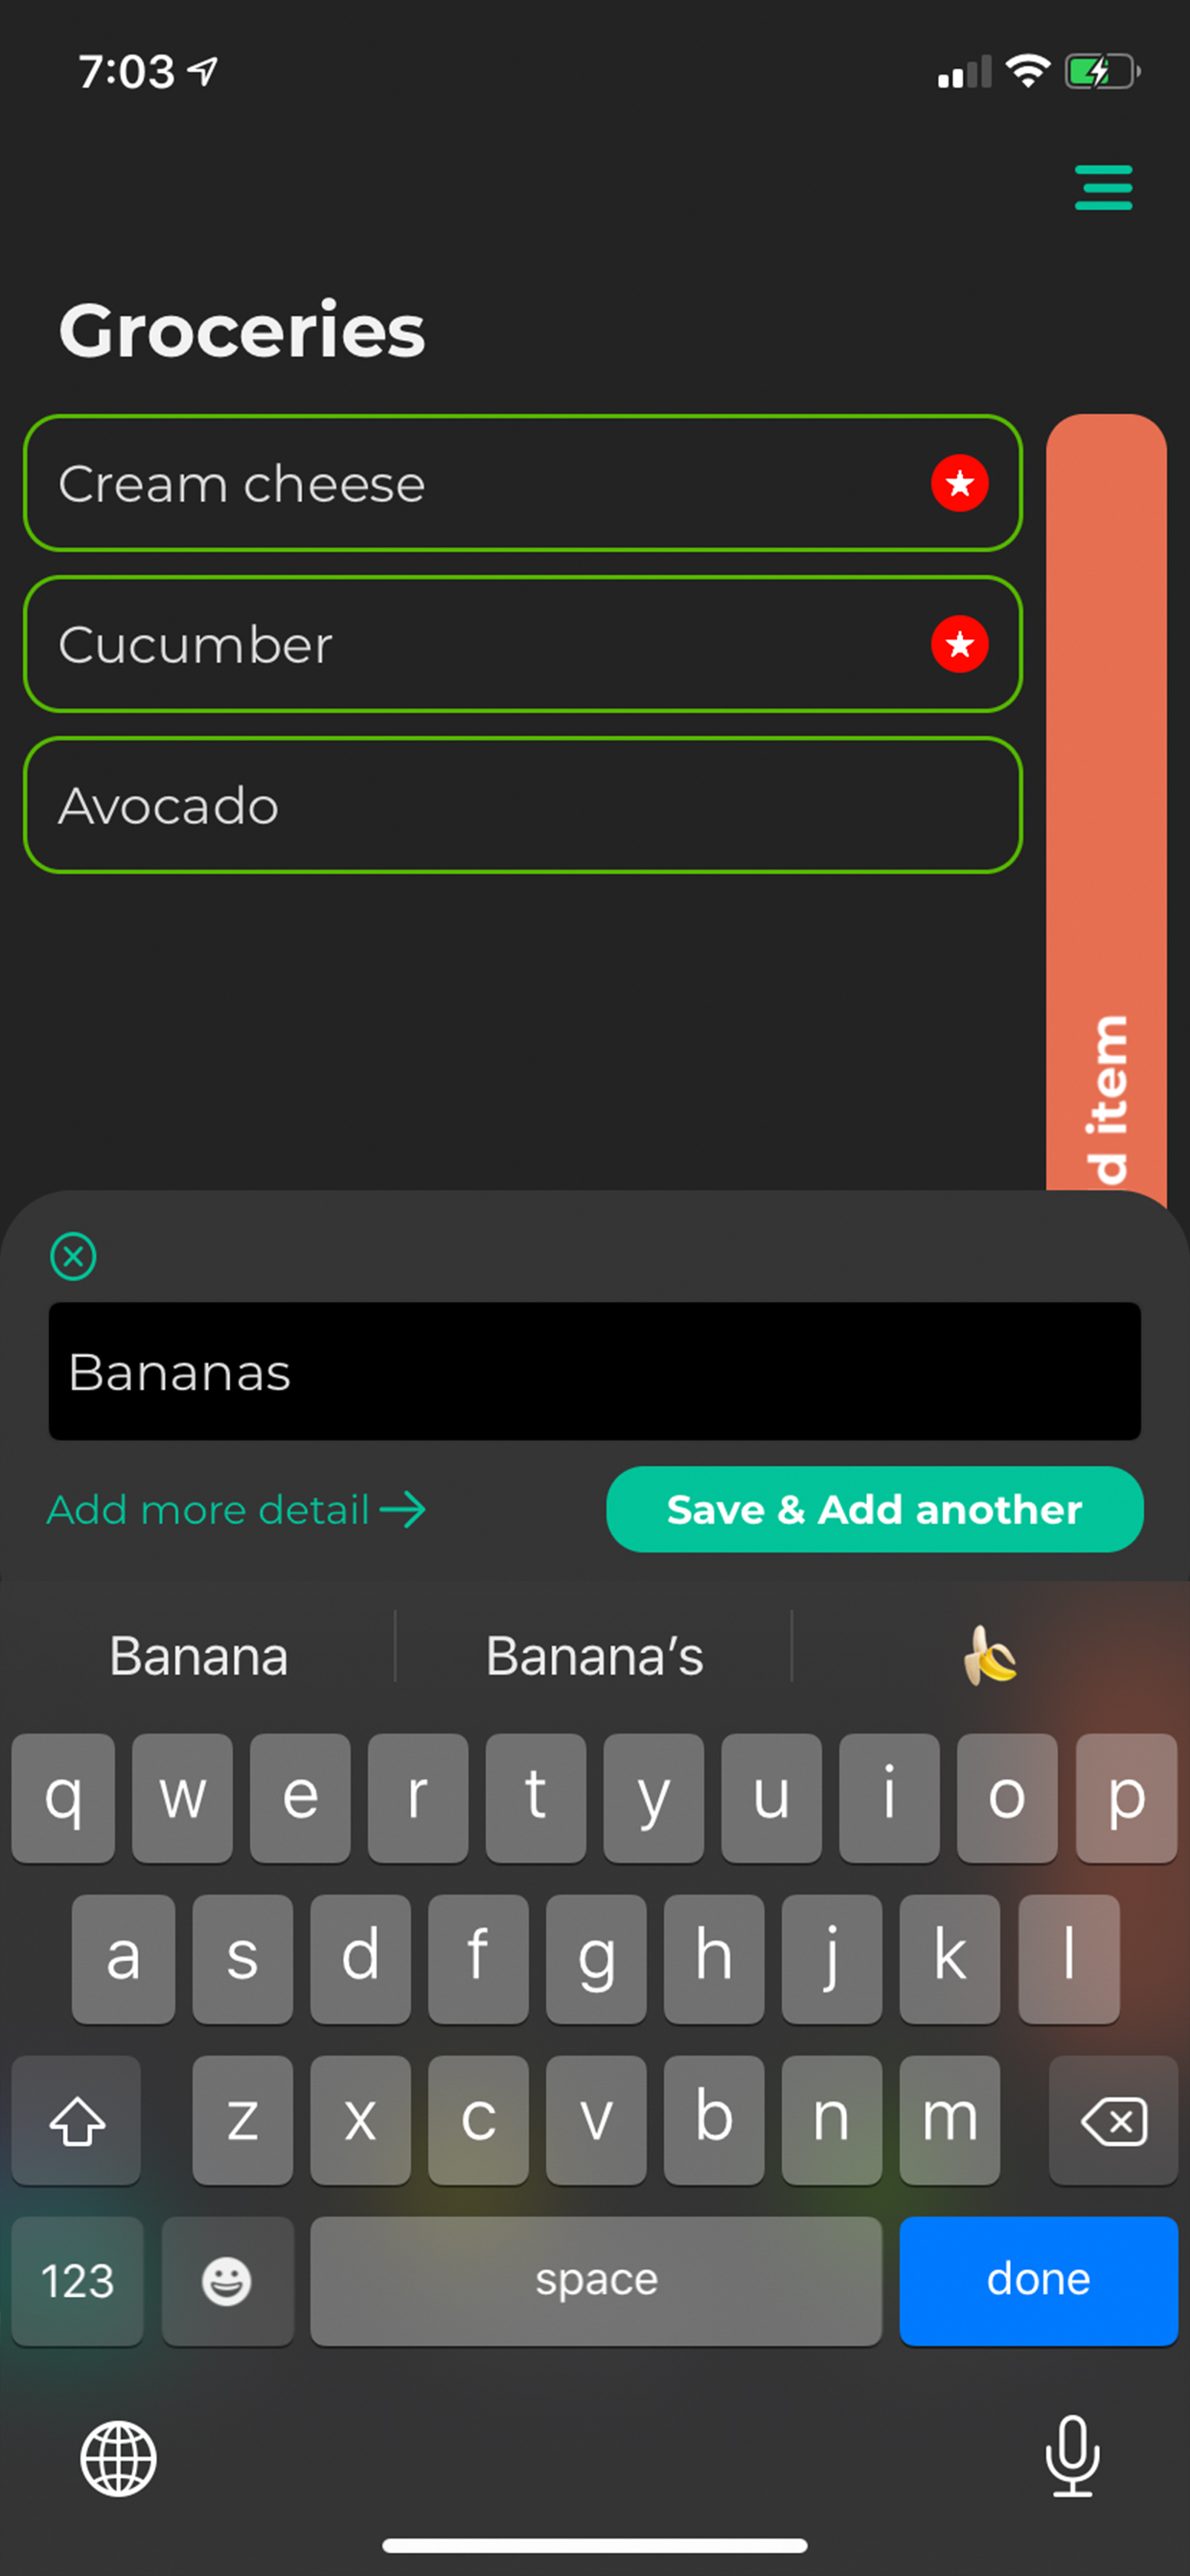 7:03
Groceries
Cream cheese
Cucumber
Avocado
d item
Bananas
Add more detail
Save & Add another
Banana
Banana's
q w e r t y u i o p
a s d f g h j k l
z x c v b n m
123
space
done